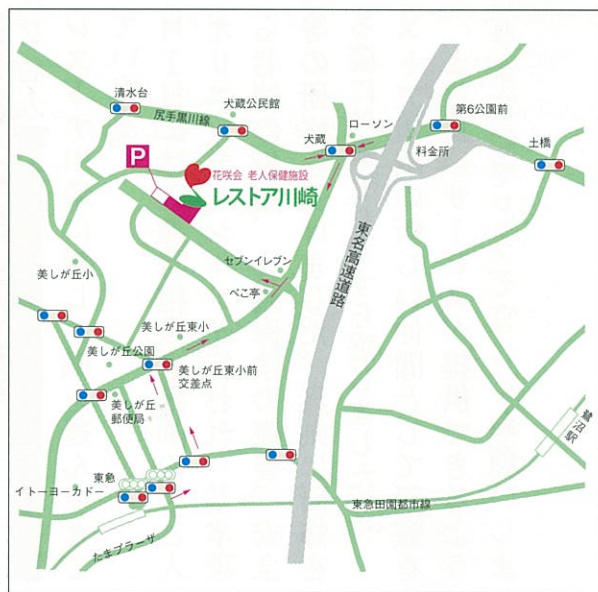 清水台
尻手黒川線
犬蔵公民館
犬蔵
ローソン
第6公園前
料金所
土橋
P
花咲会 老人保健施設
レストア川崎
東名高速道路
セブンイレブン
べこ亭
美しが丘小
美しが丘東小
美しが丘公園
美しが丘東小前
交差点
美しが丘
郵便局
鷺沼駅
東急
イトーヨーカドー
東急田園都市線
たまプラーザ